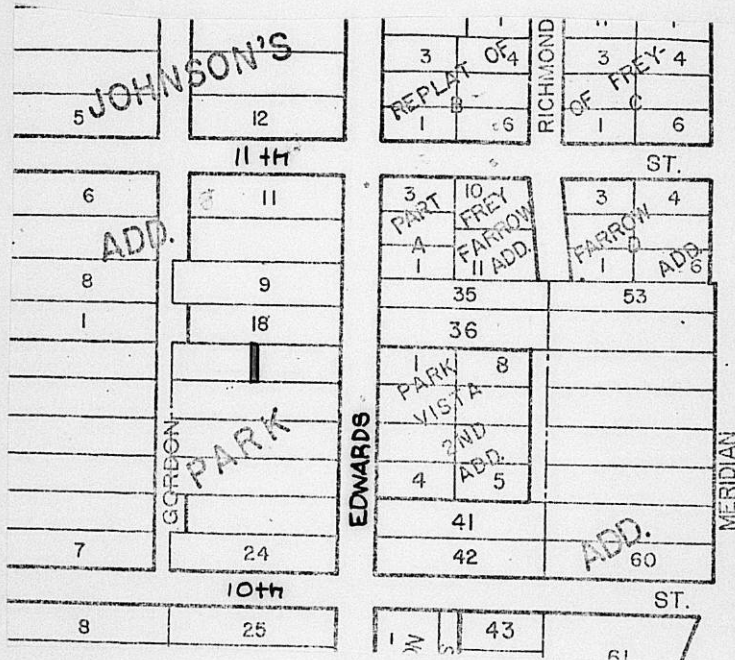 JOHNSON'S
ADD.
5
12
3
4
3
4
REPLAT OF
B
1
6
RICHMOND
OF FREY-
C
1
6
11th
ST.
6
11
8
9
1
18
3
10
PART
A
1
11
FREY
FARROW
ADD.
3
4
FARROW
D
ADD
1
6
35
53
36
1
8
PARK
VISTA
2ND
ADD.
4
5
41
42
GORDON
PARK
EDWARDS
MERIDIAN
ADD.
7
24
60
10th
ST.
8
25
1
43
61